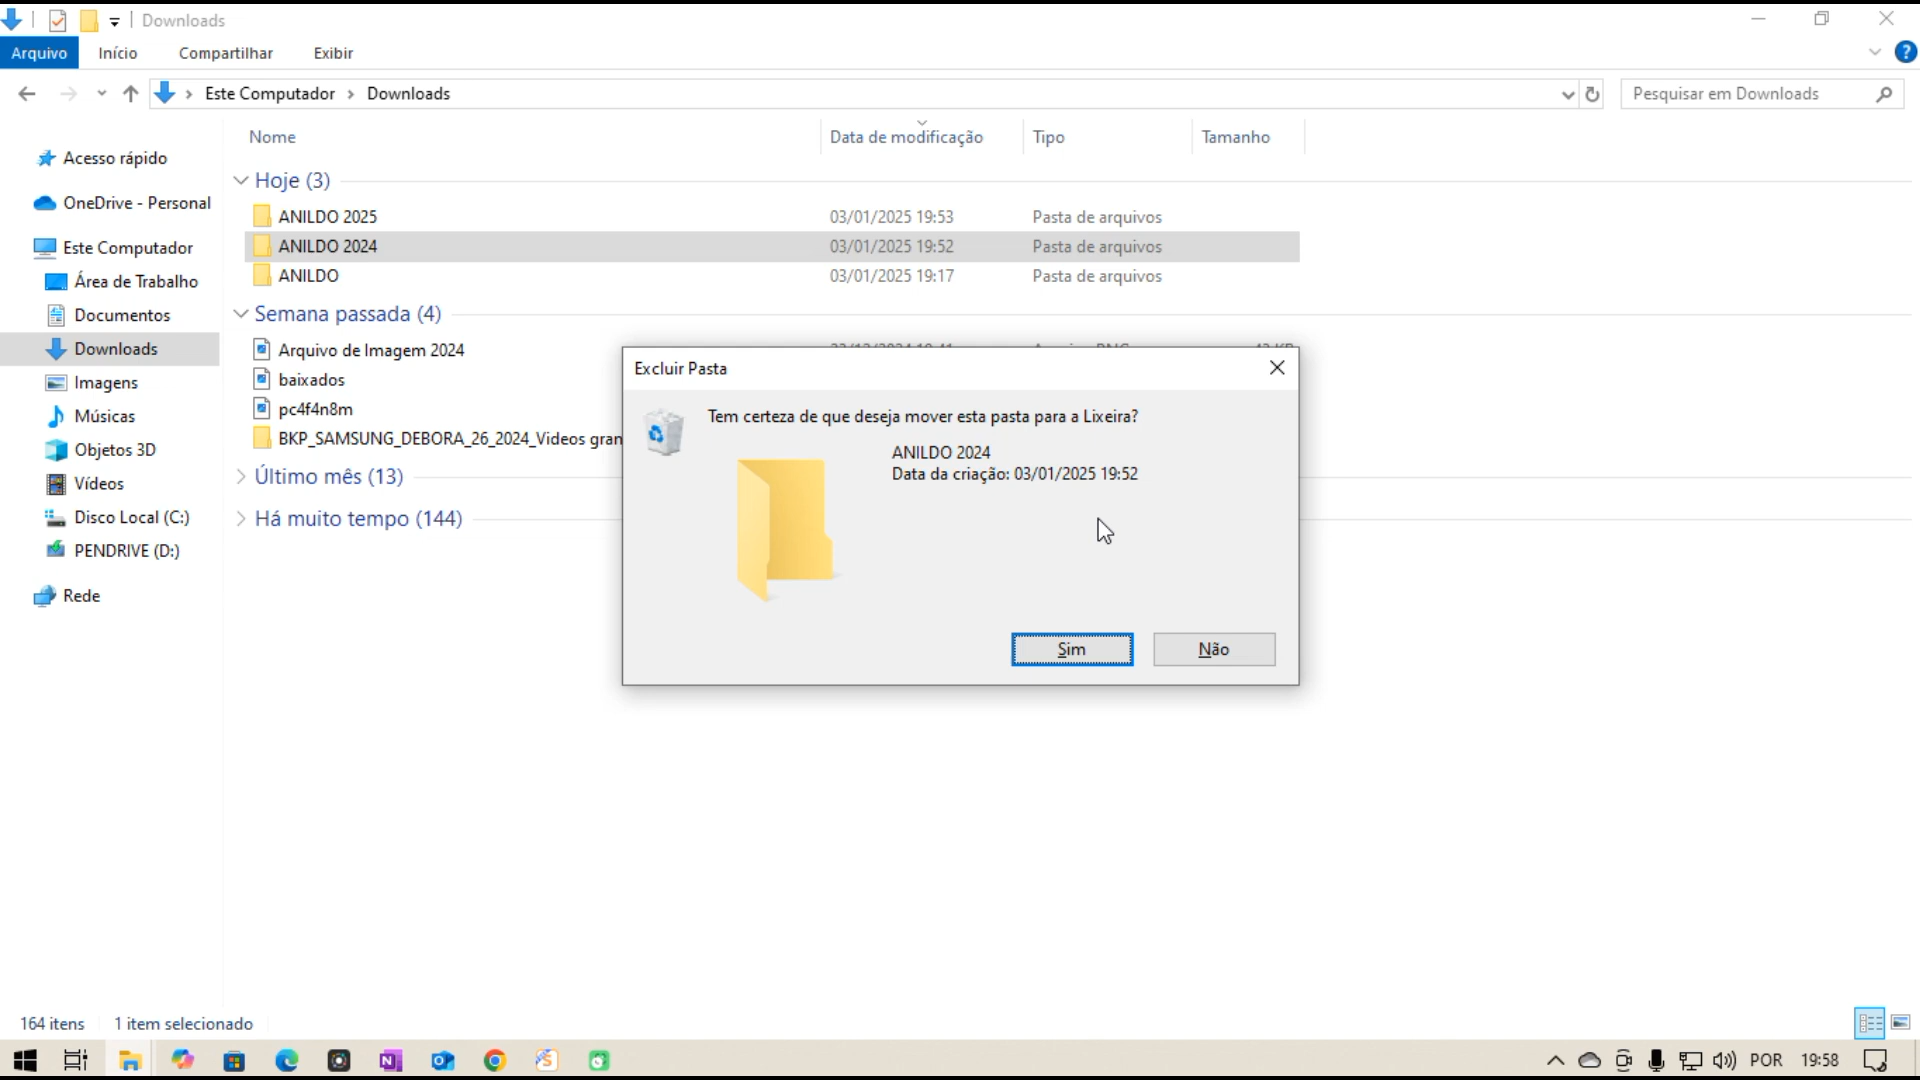 Downloads
Arquivo Início Compartilhar Exibir
Este Computador Downloads Pesquisar em Downloads
Nome Data de modificação Tipo Tamanho
Acesso rápido
OneDrive - Personal
Este Computador
Área de Trabalho
Documentos
Downloads
Imagens
Músicas
Objetos 3D
Vídeos
Disco Local (C:)
PENDRIVE (D:)
Rede
Hoje (3)
ANILDO 2025 03/01/2025 19:53 Pasta de arquivos
ANILDO 2024 03/01/2025 19:52 Pasta de arquivos
ANILDO 03/01/2025 19:17 Pasta de arquivos
Semana passada (4)
Arquivo de Imagem 2024
baixados
pc4f4n8m
BKP_SAMSUNG_DEBORA_26_2024_Videos gran
Último mês (13)
Há muito tempo (144)
Excluir Pasta
Tem certeza de que deseja mover esta pasta para a Lixeira?
ANILDO 2024
Data da criação: 03/01/2025 19:52
Sim Não
164 itens 1 item selecionado
POR 19:58